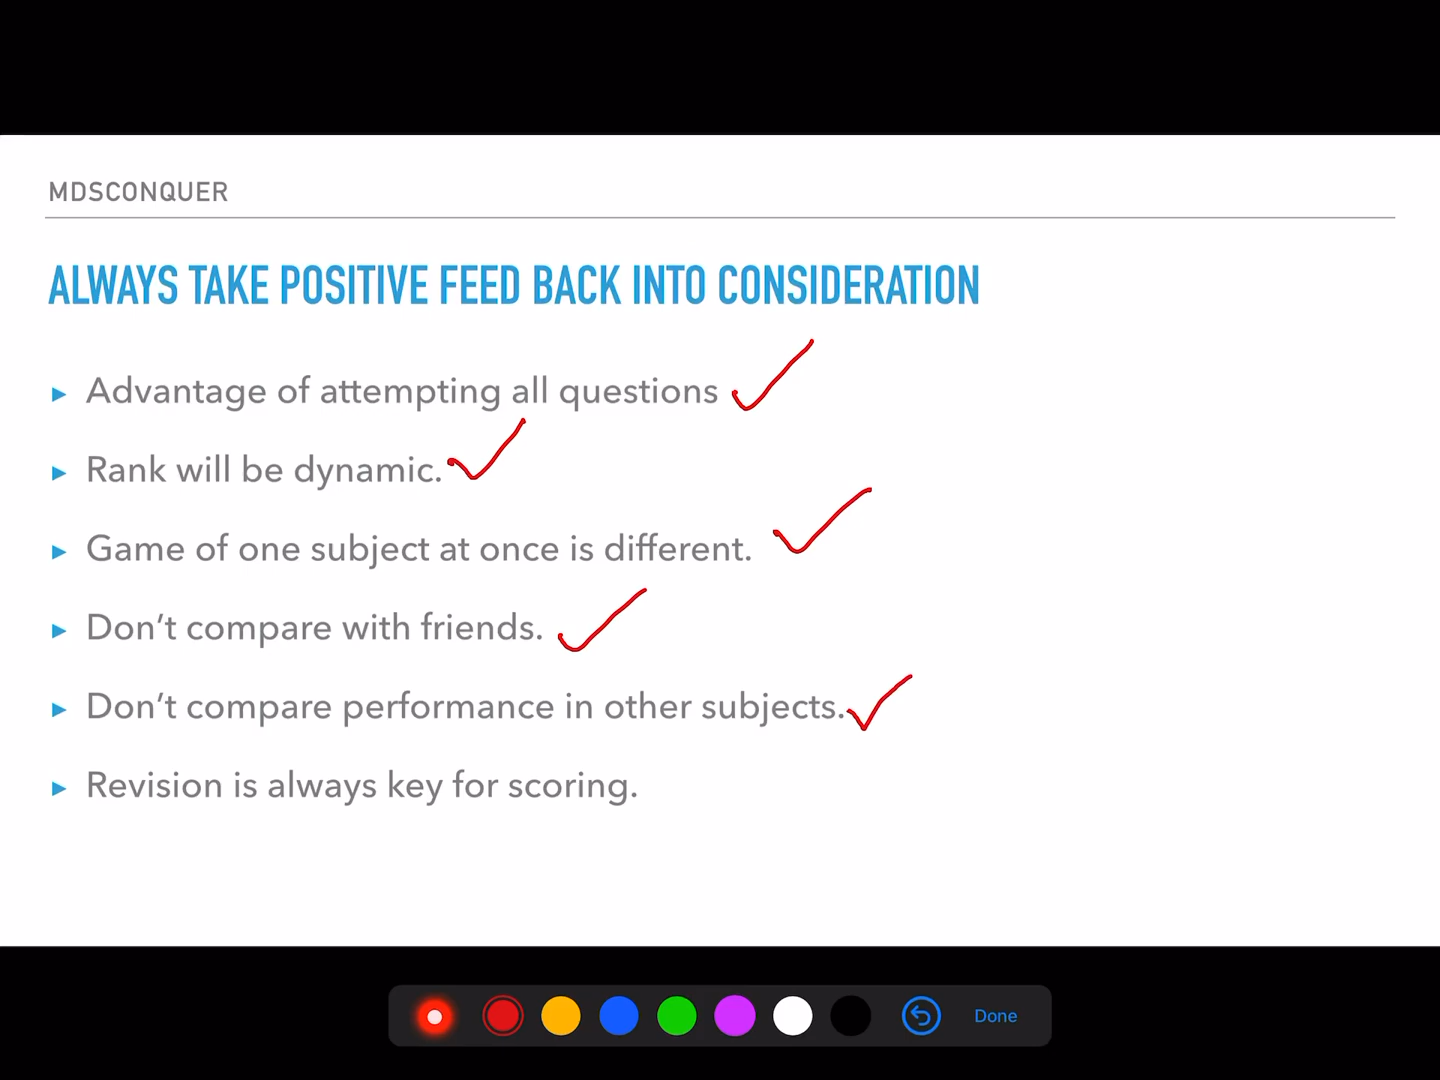 MDSCONQUER
ALWAYS TAKE POSITIVE FEED BACK INTO CONSIDERATION
▸ Advantage of attempting all questions
▸ Rank will be dynamic.
▸ Game of one subject at once is different.
▸ Don’t compare with friends.
▸ Don’t compare performance in other subjects.
▸ Revision is always key for scoring.
Done